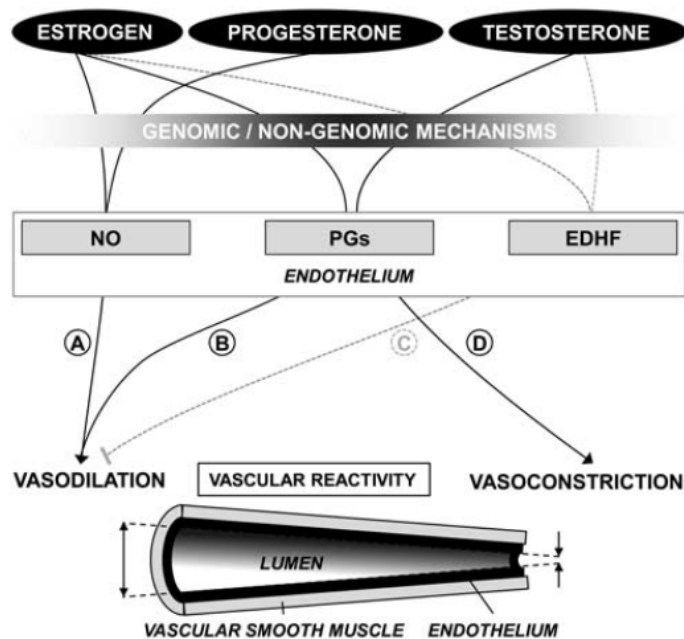 ESTROGEN PROGESTERONE TESTOSTERONE
GENOMIC / NON-GENOMIC MECHANISMS
NO PGs EDHF
ENDOTHELIUM
A B C D
VASODILATION VASCULAR REACTIVITY VASOCONSTRICTION
LUMEN
VASCULAR SMOOTH MUSCLE ENDOTHELIUM